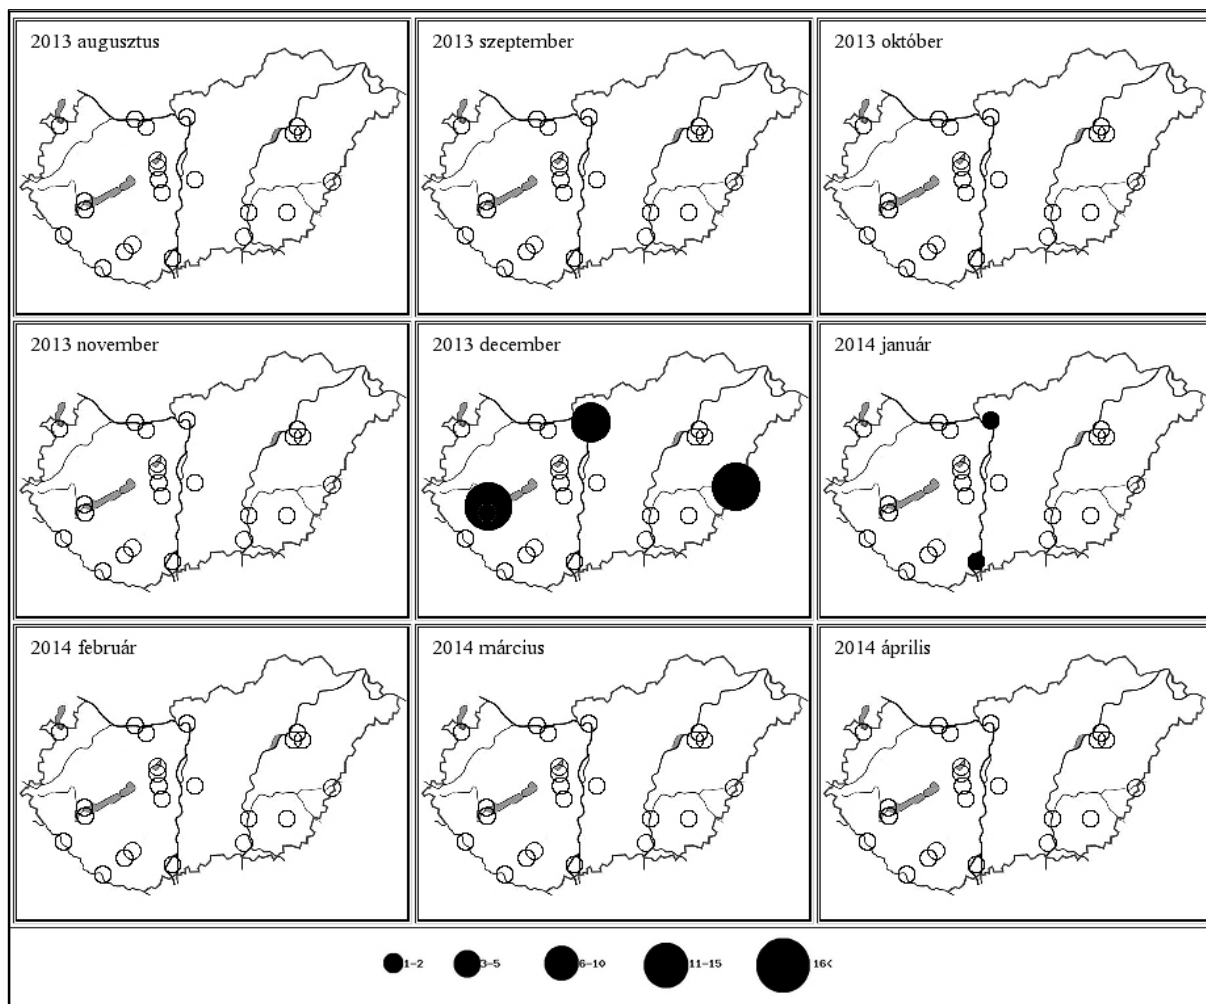 2013 augusztus
2013 szeptember
2013 október
2013 november
2013 december
2014 január
2014 február
2014 március
2014 április
1-2 3-5 6-10 11-15 16<